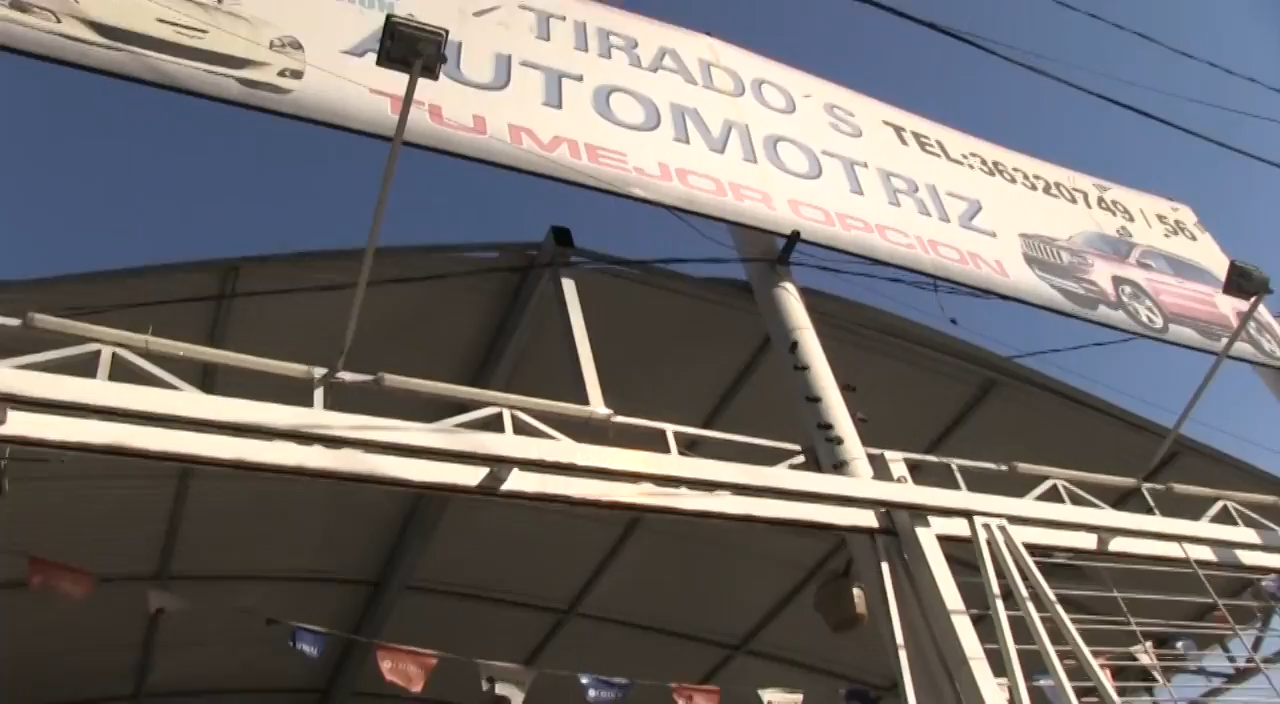 TIRADO'S
AUTOMOTRIZ
TEL:36320749 / 56
TU MEJOR OPCION